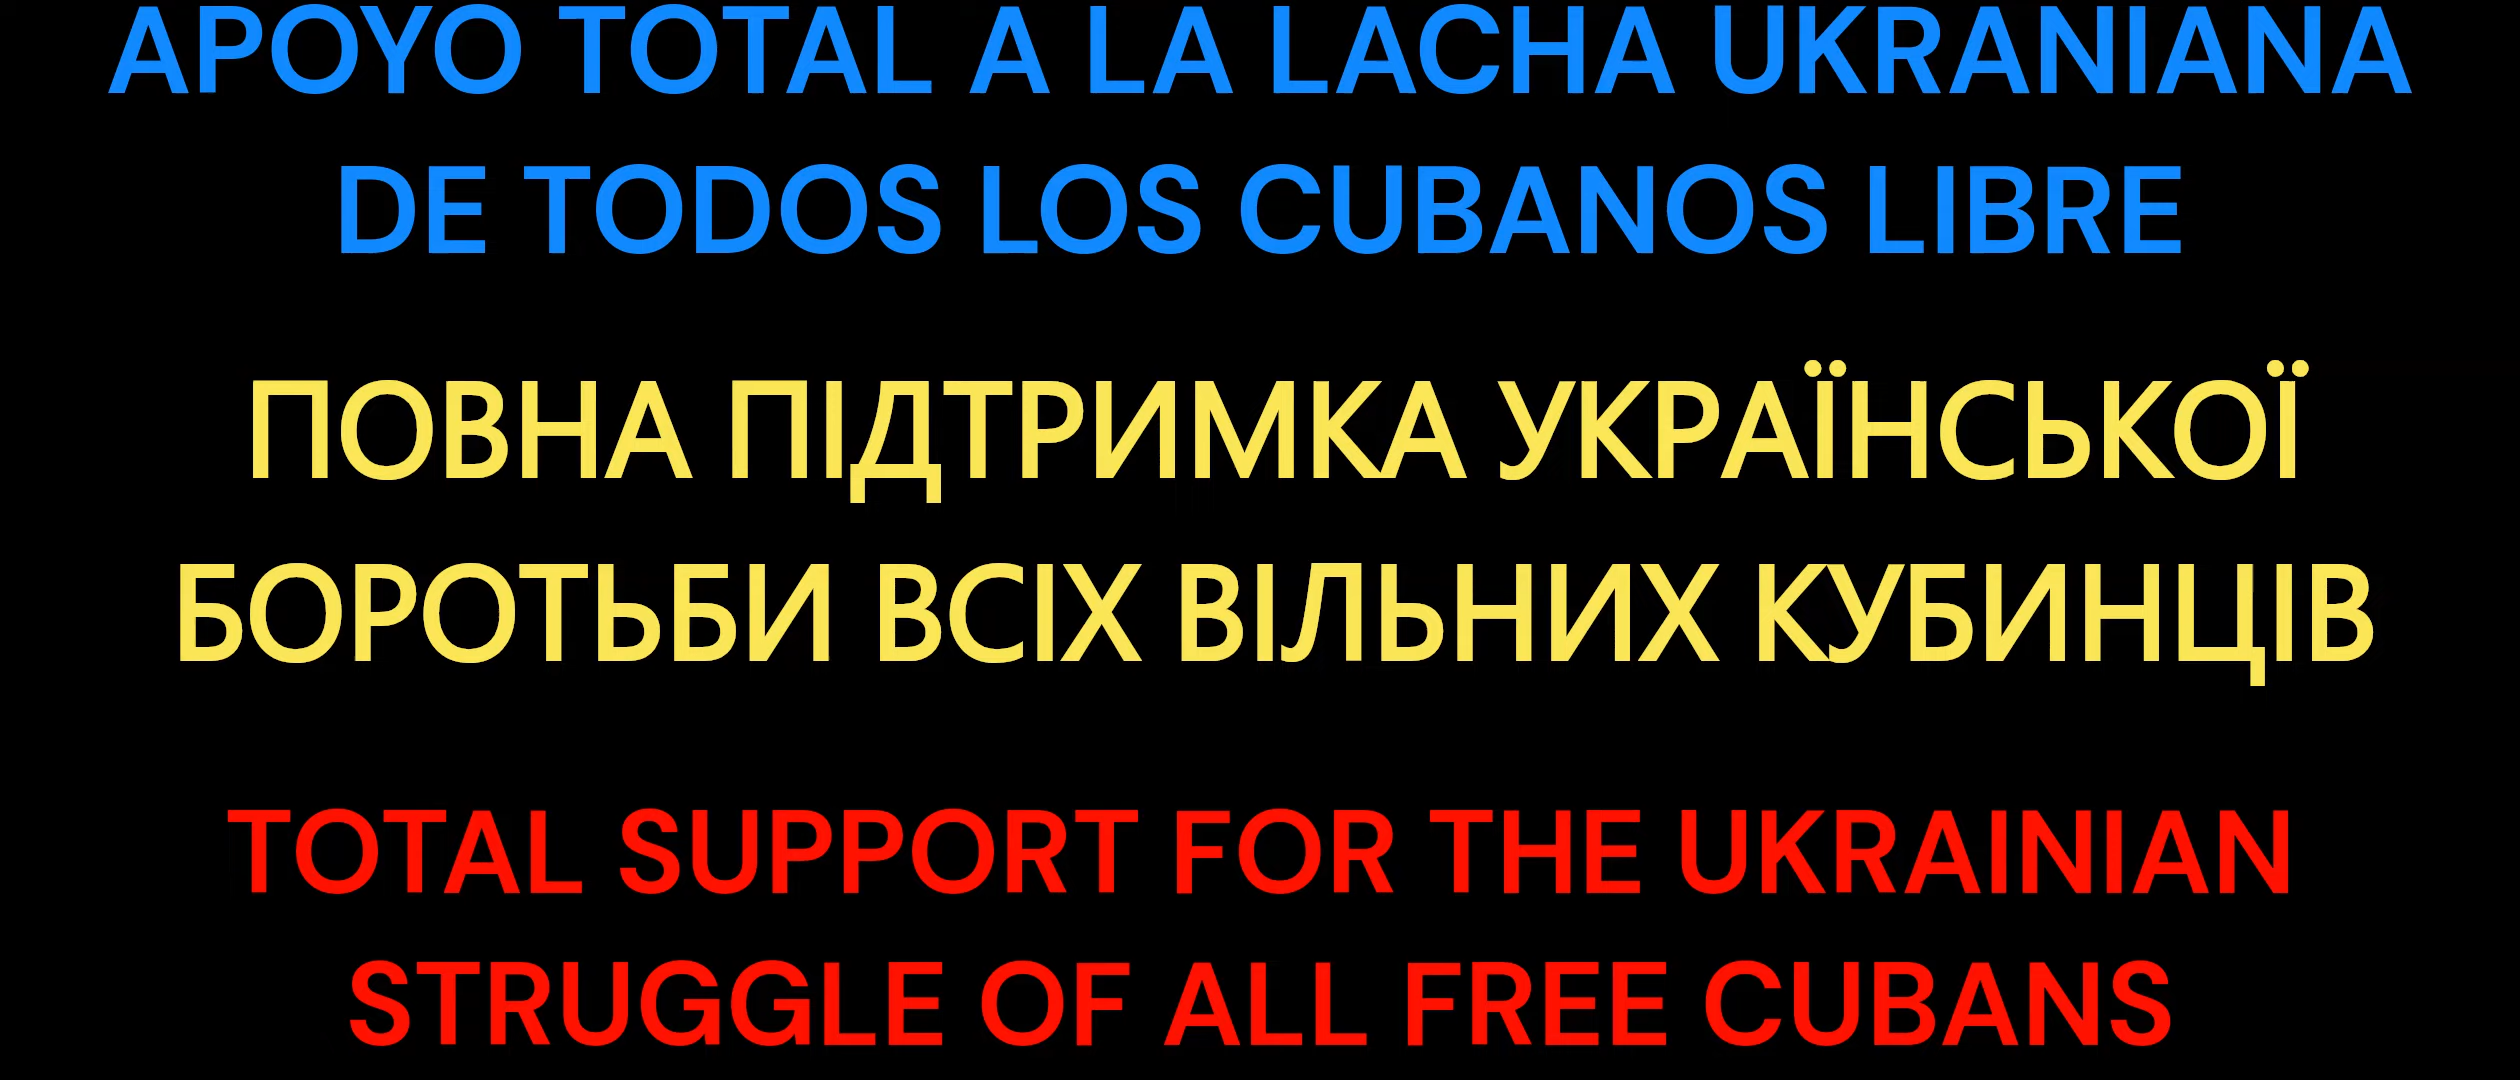 APOYO TOTAL A LA LACHA UKRANIANA
DE TODOS LOS CUBANOS LIBRE
ПОВНА ПІДТРИМКА УКРАЇНСЬКОЇ
БОРОТЬБИ ВСІХ ВІЛЬНИХ КУБИНЦІВ
TOTAL SUPPORT FOR THE UKRAINIAN
STRUGGLE OF ALL FREE CUBANS